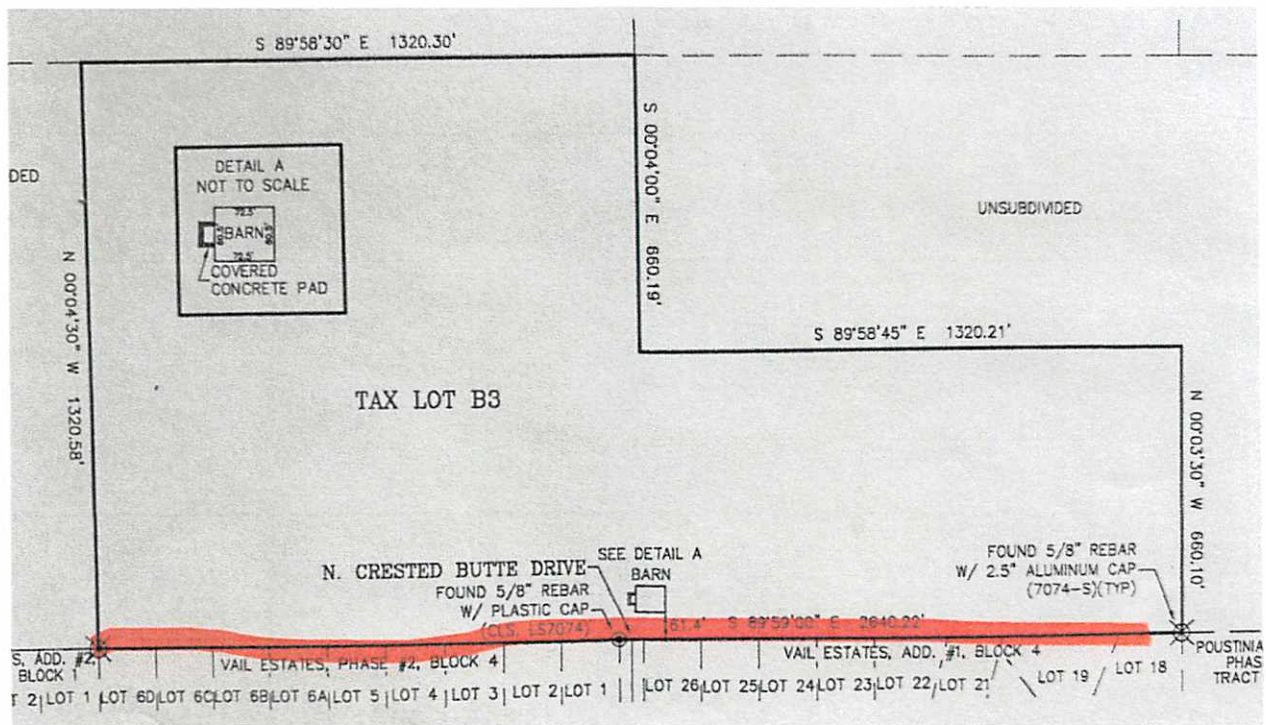 S 89°58'30" E 1320.30'
DED
DETAIL A
NOT TO SCALE
72.5'
BARN
72.5'
COVERED
CONCRETE PAD
S 00°04'00" E 660.19'
UNSUBDIVIDED
N 00°04'30" W 1320.58'
S 89°58'45" E 1320.21'
TAX LOT B3
N 00°03'30" W 660.10'
SEE DETAIL A
BARN
N. CRESTED BUTTE DRIVE
FOUND 5/8" REBAR
W/ PLASTIC CAP
(CLS, LS7074)
FOUND 5/8" REBAR
W/ 2.5" ALUMINUM CAP
(7074-S)(TYP)
61.4' S 89°59'00" E 2640.22'
S, ADD. #2,
BLOCK 1
VAIL ESTATES, PHASE #2, BLOCK 4
VAIL ESTATES, ADD. #1, BLOCK 4
POUSTINIA
PHAS
TRACT
T 2 LOT 1 LOT 6D LOT 6C LOT 6B LOT 6A LOT 5 LOT 4 LOT 3 LOT 2 LOT 1 LOT 26 LOT 25 LOT 24 LOT 23 LOT 22 LOT 21 LOT 19 LOT 18